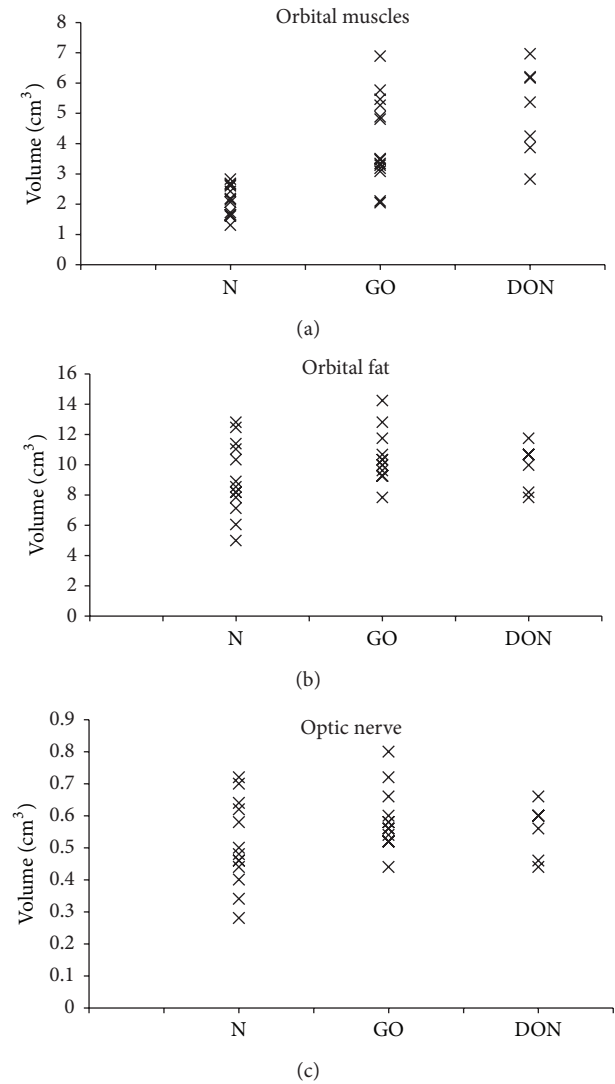 Orbital muscles
Volume (cm³)
8
7
6
5
4
3
2
1
0
N GO DON
(a)
Orbital fat
Volume (cm³)
16
14
12
10
8
6
4
2
0
N GO DON
(b)
Optic nerve
Volume (cm³)
0.9
0.8
0.7
0.6
0.5
0.4
0.3
0.2
0.1
0
N GO DON
(c)